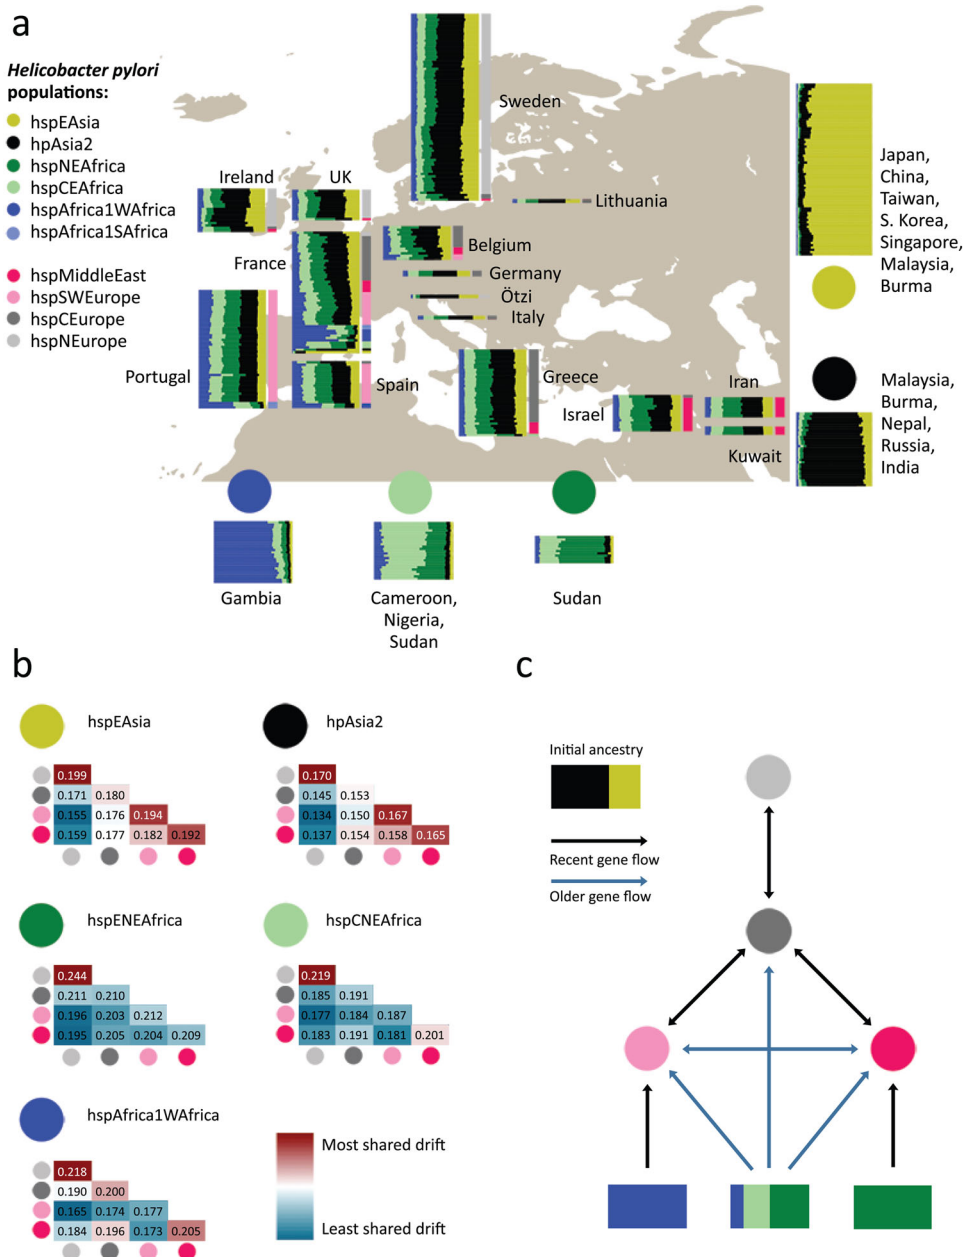 a
Helicobacter pylori
populations:
hspEAsia
hpAsia2
hspNEAfrica
hspCEAfrica
hspAfrica1WAfrica
hspAfrica1SAfrica
hspMiddleEast
hspSWEurope
hspCEurope
hspNEurope
Sweden
Ireland
UK
Lithuania
Belgium
France
Germany
Ötzi
Italy
Portugal
Spain
Greece
Israel
Iran
Kuwait
Japan,
China,
Taiwan,
S. Korea,
Singapore,
Malaysia,
Burma
Malaysia,
Burma,
Nepal,
Russia,
India
Gambia
Cameroon,
Nigeria,
Sudan
Sudan
b
hspEAsia
0.199
0.171 0.180
0.155 0.176 0.194
0.159 0.177 0.182 0.192
hpAsia2
0.170
0.145 0.153
0.134 0.150 0.167
0.137 0.154 0.158 0.165
hspENEAfrica
0.244
0.211 0.210
0.196 0.203 0.212
0.195 0.205 0.204 0.209
hspCNEAfrica
0.219
0.185 0.191
0.177 0.184 0.187
0.183 0.191 0.181 0.201
hspAfrica1WAfrica
0.218
0.190 0.200
0.165 0.174 0.177
0.184 0.196 0.173 0.205
Most shared drift
Least shared drift
c
Initial ancestry
Recent gene flow
Older gene flow